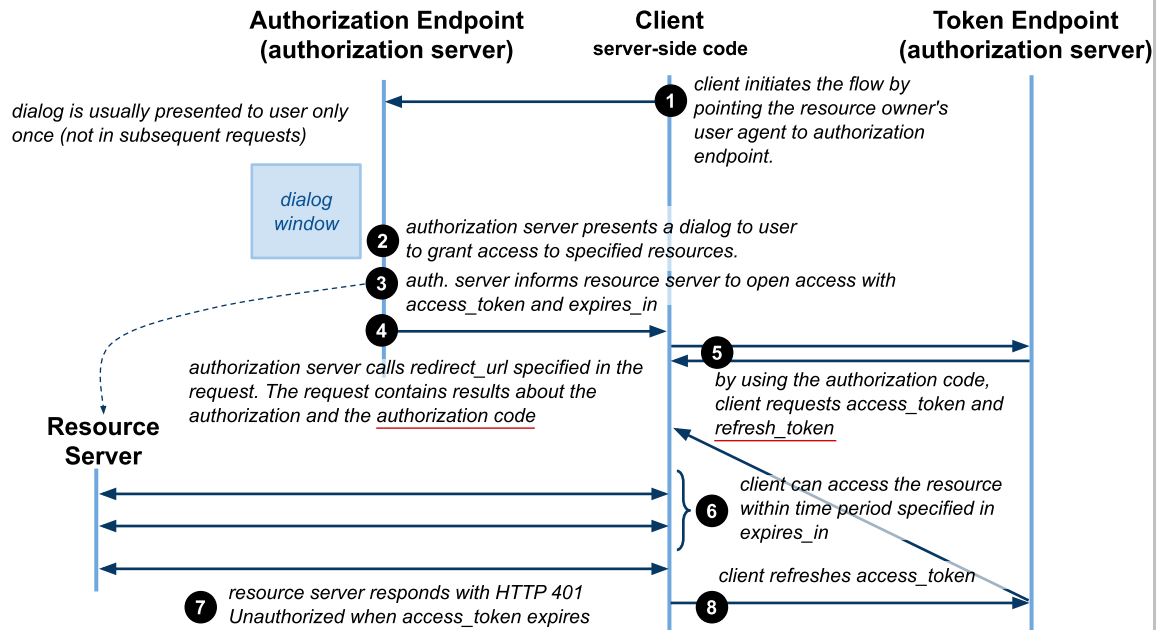 Authorization Endpoint
(authorization server)
Client
server-side code
Token Endpoint
(authorization server)
1
client initiates the flow by
pointing the resource owner's
user agent to authorization
endpoint.
dialog is usually presented to user only
once (not in subsequent requests)
dialog
window
2
authorization server presents a dialog to user
to grant access to specified resources.
3
auth. server informs resource server to open access with
access_token and expires_in
4
authorization server calls redirect_url specified in the
request. The request contains results about the
authorization and the authorization code
5
by using the authorization code,
client requests access_token and
refresh_token
Resource
Server
6
client can access the resource
within time period specified in
expires_in
7
resource server responds with HTTP 401
Unauthorized when access_token expires
client refreshes access_token
8